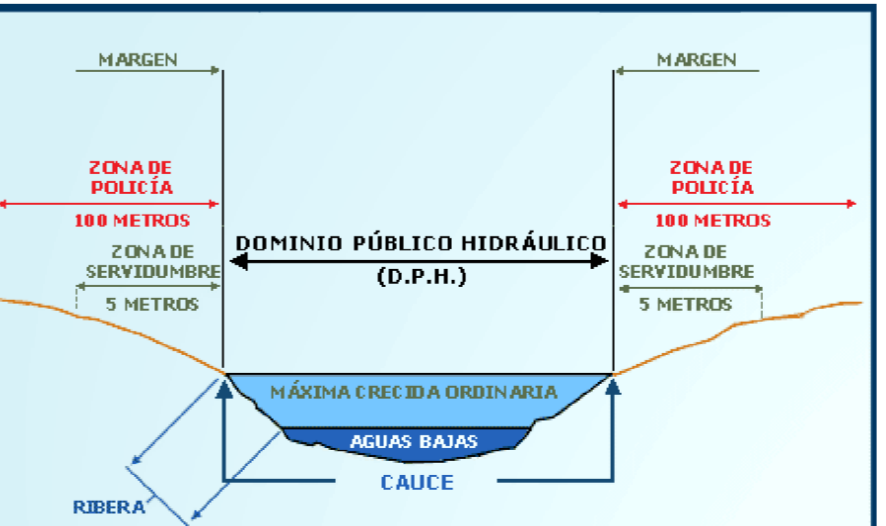 MARGEN
MARGEN
ZONA DE
POLICÍA
100 METROS
ZONA DE
POLICÍA
100 METROS
ZONA DE
SERVIDUMBRE
5 METROS
DOMINIO PÚBLICO HIDRÁULICO
(D.P.H.)
ZONA DE
SERVIDUMBRE
5 METROS
MÁXIMA CRECIDA ORDINARIA
AGUAS BAJAS
CAUCE
RIBERA